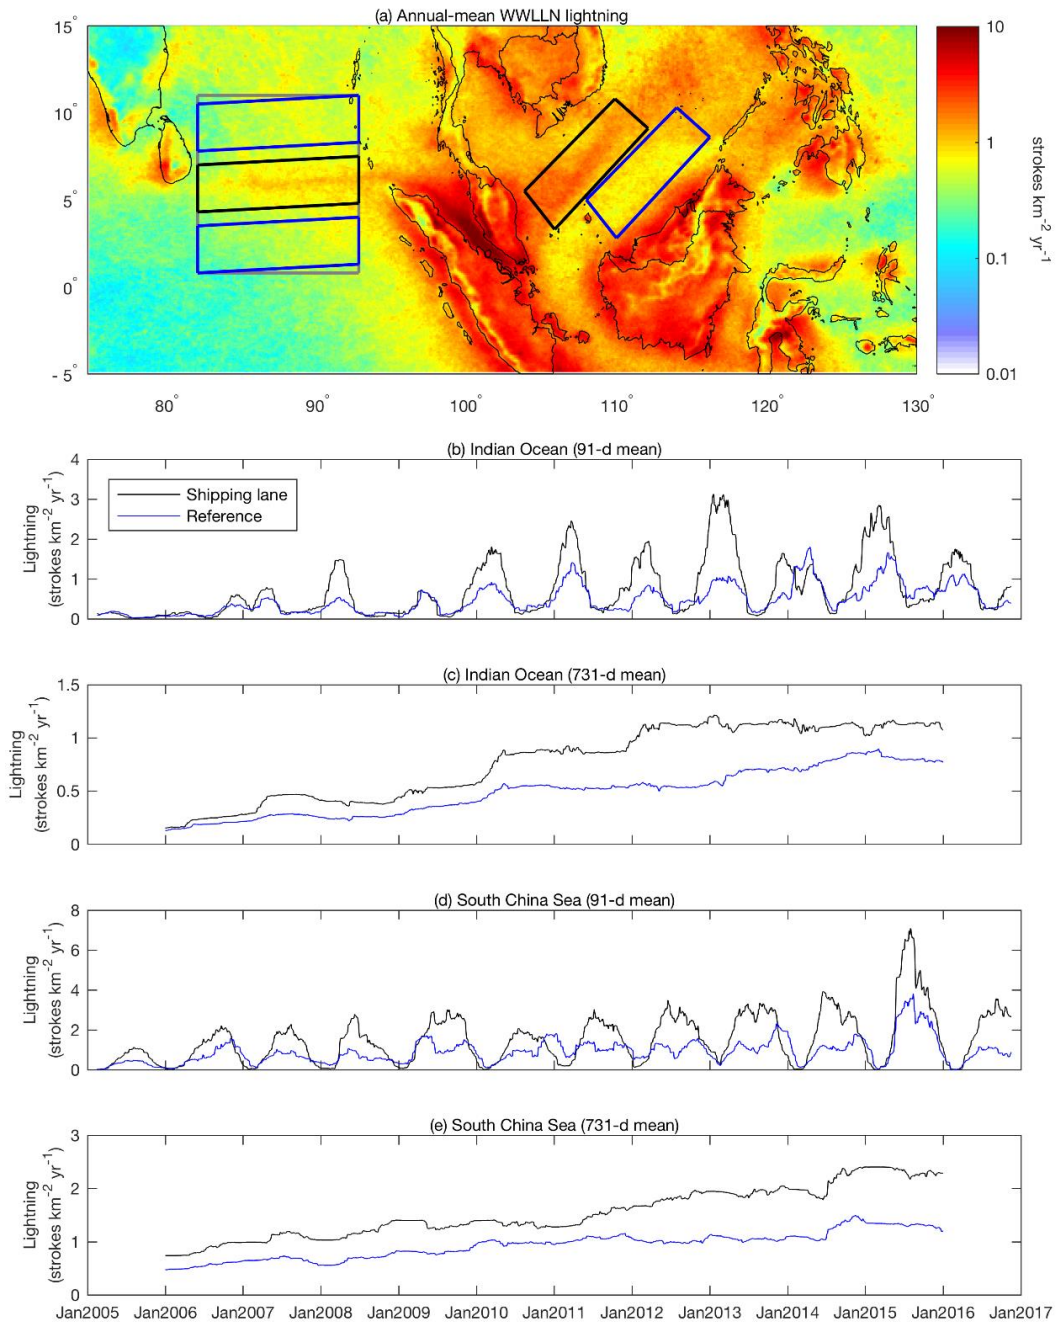 (a) Annual-mean WWLLN lightning
15°
10°
5°
0°
- 5°
80°
90°
100°
110°
120°
130°
10
1
0.1
0.01
strokes km⁻² yr⁻¹
(b) Indian Ocean (91-d mean)
Lightning
(strokes km⁻² yr⁻¹)
4
3
2
1
0
Shipping lane
Reference
(c) Indian Ocean (731-d mean)
Lightning
(strokes km⁻² yr⁻¹)
1.5
1
0.5
0
(d) South China Sea (91-d mean)
Lightning
(strokes km⁻² yr⁻¹)
8
6
4
2
0
(e) South China Sea (731-d mean)
Lightning
(strokes km⁻² yr⁻¹)
3
2
1
0
Jan2005 Jan2006 Jan2007 Jan2008 Jan2009 Jan2010 Jan2011 Jan2012 Jan2013 Jan2014 Jan2015 Jan2016 Jan2017